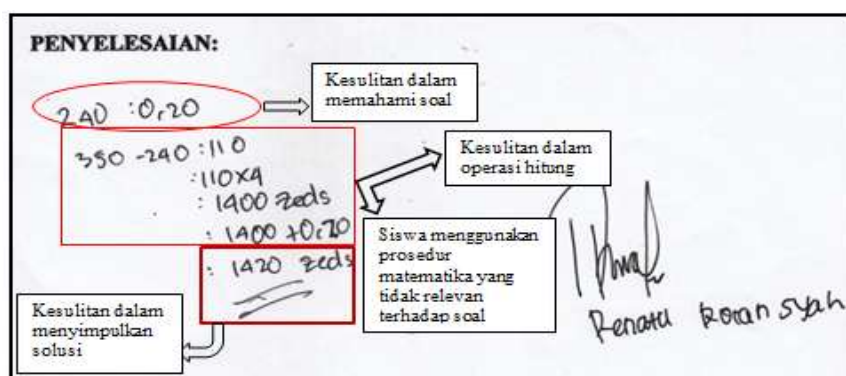 PENYELESAIAN:
240 : 0,20
Kesulitan dalam
memahami soal
350 - 240 : 110
: 110 x 4
: 1400 zeds
: 1400 + 0,20
: 1420 zeds
Kesulitan dalam
operasi hitung
Siswa menggunakan
prosedur
matematika yang
tidak relevan
terhadap soal
Kesulitan dalam
menyimpulkan
solusi